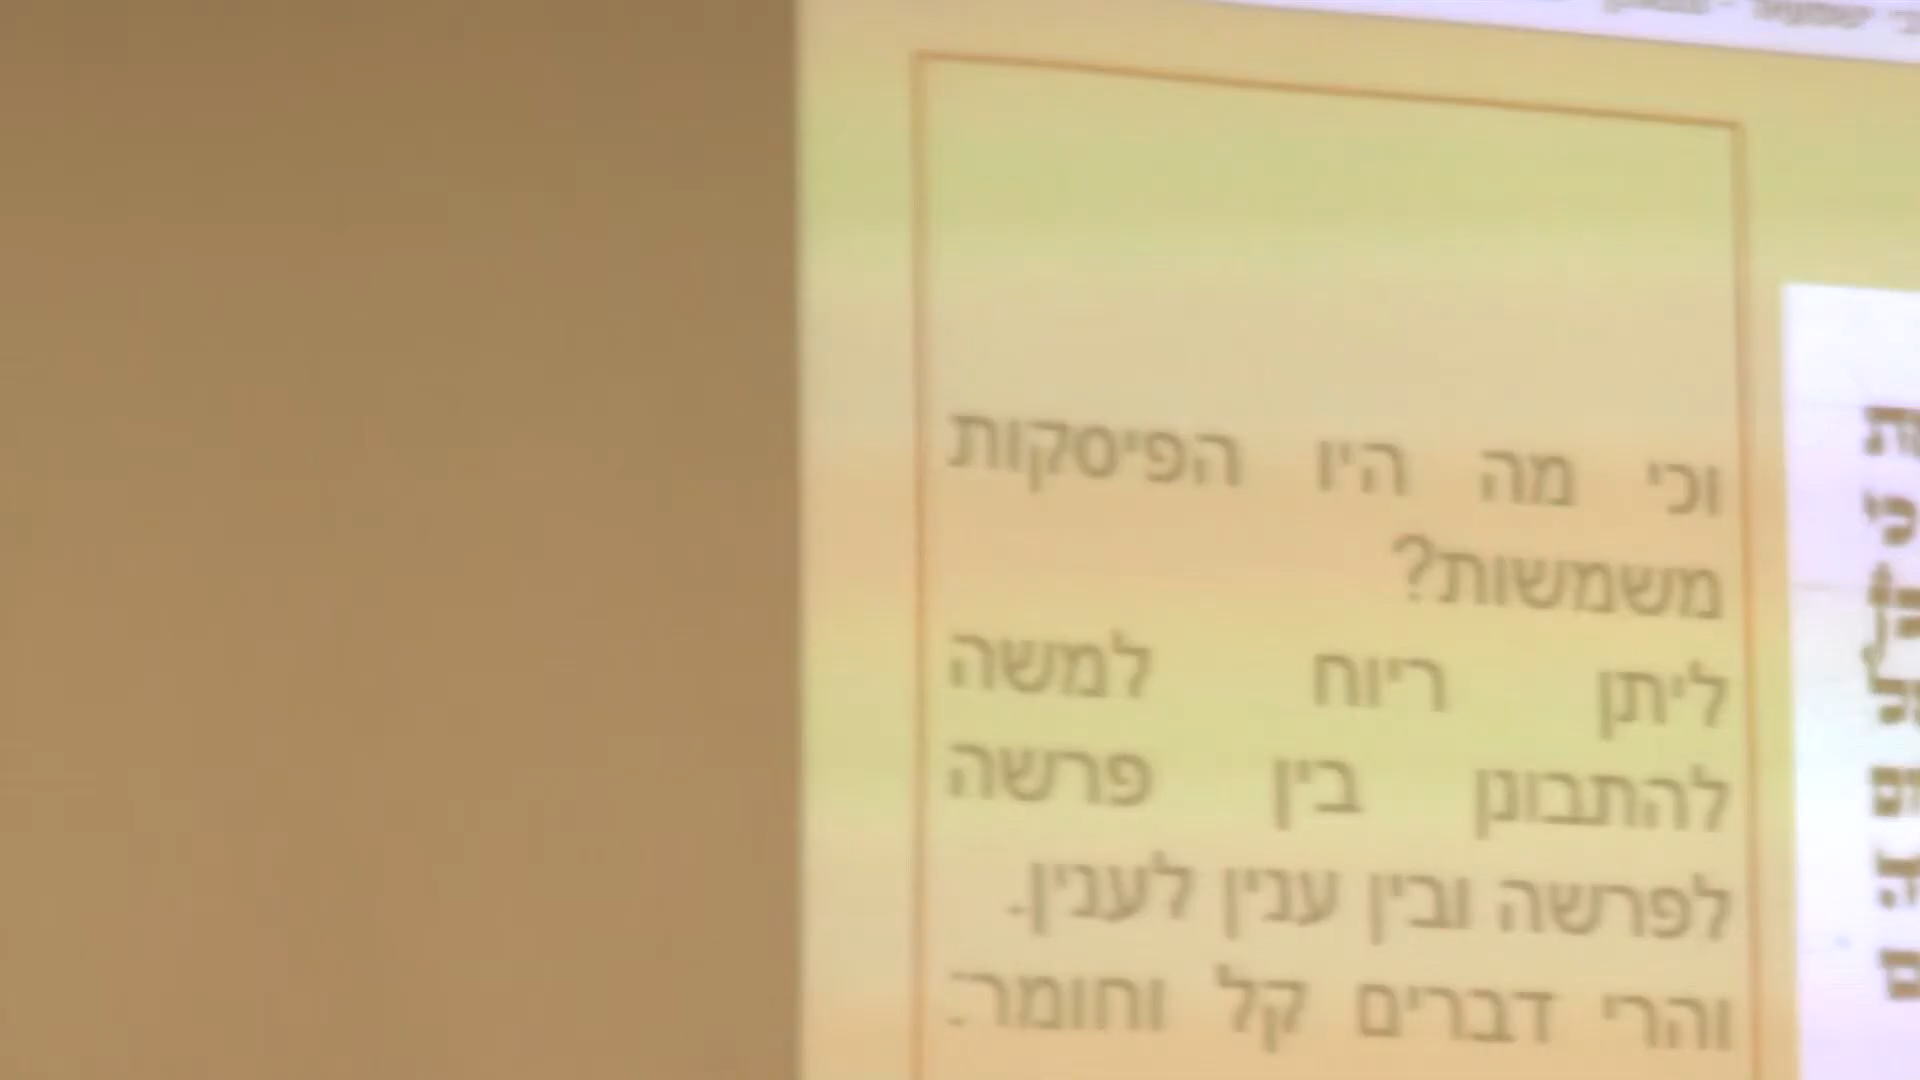 וכי מה היו הפיסקות
משמשות?
ליתן ריוח למשה
להתבונן בין פרשה
לפרשה ובין ענין לענין.
והרי דברים קל וחומר: